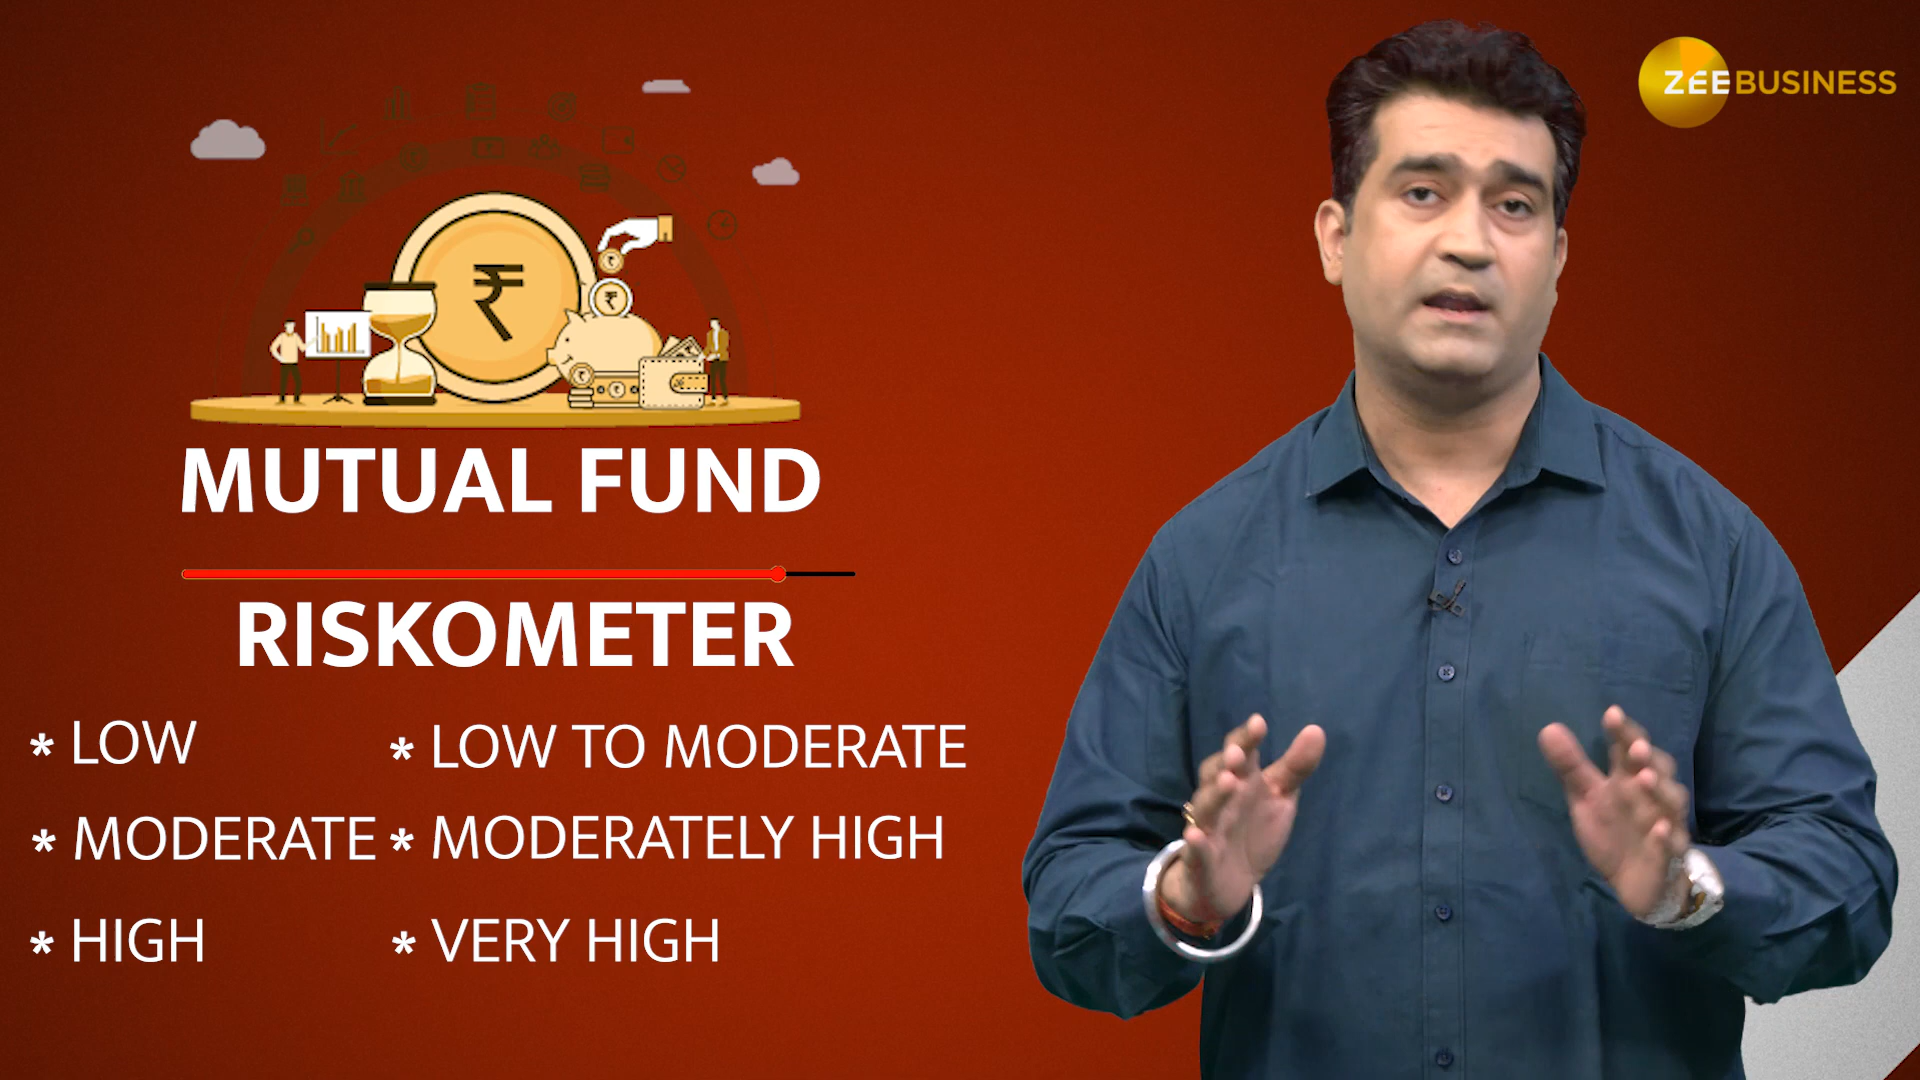 ZEEBUSINESS
₹
₹
₹
MUTUAL FUND
RISKOMETER
* LOW
* LOW TO MODERATE
* MODERATE
* MODERATELY HIGH
* HIGH
* VERY HIGH